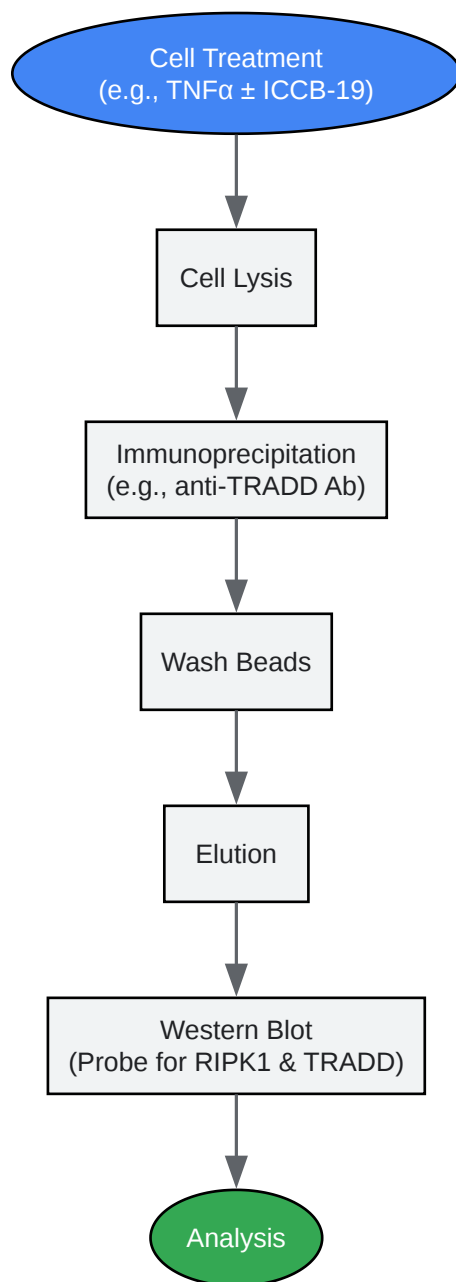 Cell Treatment
(e.g., TNFα ± ICCB-19)
Cell Lysis
Immunoprecipitation
(e.g., anti-TRADD Ab)
Wash Beads
Elution
Western Blot
(Probe for RIPK1 & TRADD)
Analysis